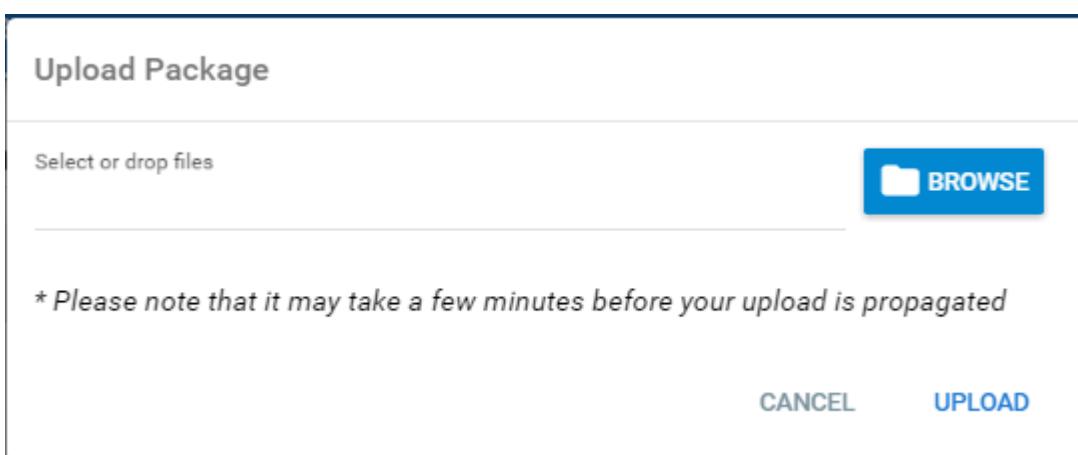 Upload Package
Select or drop files
BROWSE
* Please note that it may take a few minutes before your upload is propagated
CANCEL
UPLOAD